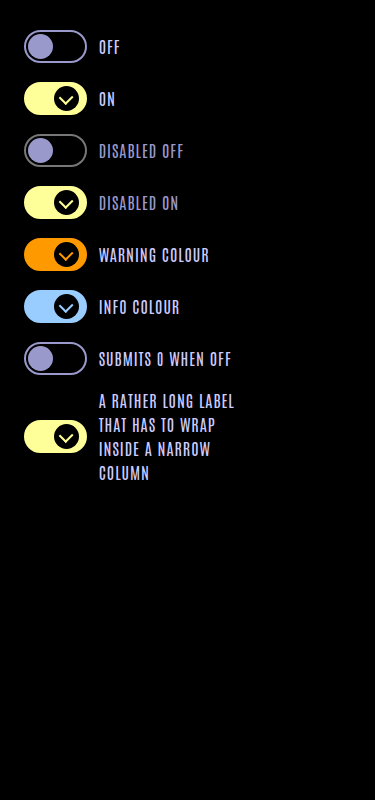 OFF
ON
DISABLED OFF
DISABLED ON
WARNING COLOUR
INFO COLOUR
SUBMITS 0 WHEN OFF
A RATHER LONG LABEL
THAT HAS TO WRAP
INSIDE A NARROW
COLUMN